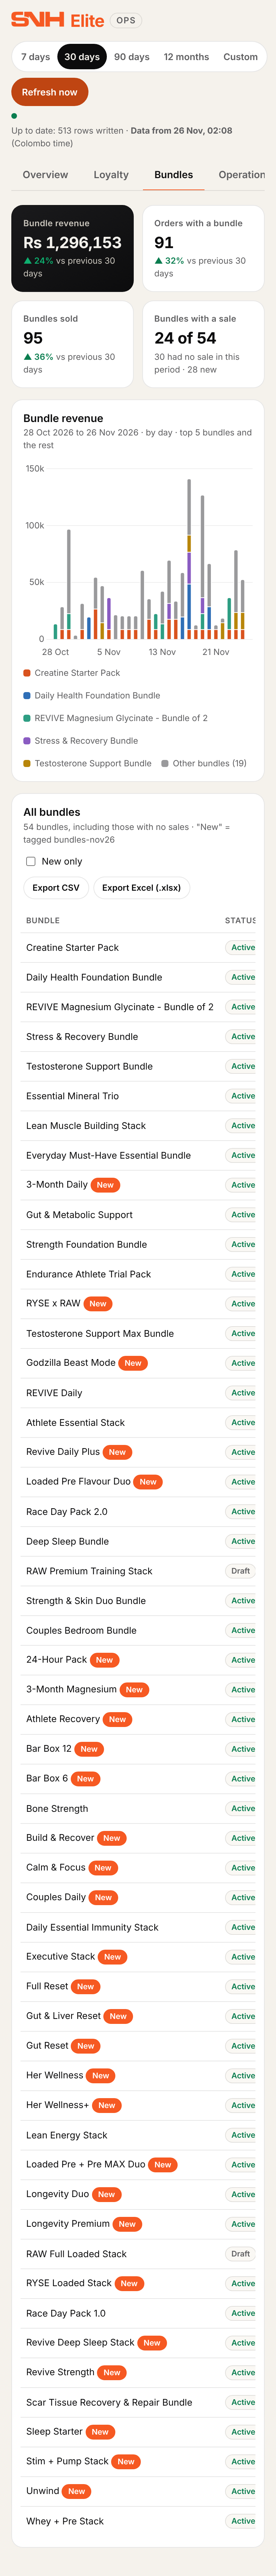 SNH Elite OPS
7 days 30 days 90 days 12 months Custom
Refresh now
Up to date: 513 rows written · Data from 26 Nov, 02:08
(Colombo time)
Overview Loyalty Bundles Operation
Bundle revenue
Rs 1,296,153
▲ 24% vs previous 30
days
Orders with a bundle
91
▲ 32% vs previous 30
days
Bundles sold
95
▲ 36% vs previous 30
days
Bundles with a sale
24 of 54
30 had no sale in this
period · 28 new
Bundle revenue
28 Oct 2026 to 26 Nov 2026 · by day · top 5 bundles and
the rest
150k
100k
50k
0
28 Oct 5 Nov 13 Nov 21 Nov
Creatine Starter Pack
Daily Health Foundation Bundle
REVIVE Magnesium Glycinate - Bundle of 2
Stress & Recovery Bundle
Testosterone Support Bundle Other bundles (19)
All bundles
54 bundles, including those with no sales · "New" =
tagged bundles-nov26
New only
Export CSV Export Excel (.xlsx)
BUNDLE STATUS
Creatine Starter Pack Active
Daily Health Foundation Bundle Active
REVIVE Magnesium Glycinate - Bundle of 2 Active
Stress & Recovery Bundle Active
Testosterone Support Bundle Active
Essential Mineral Trio Active
Lean Muscle Building Stack Active
Everyday Must-Have Essential Bundle Active
3-Month Daily New Active
Gut & Metabolic Support Active
Strength Foundation Bundle Active
Endurance Athlete Trial Pack Active
RYSE x RAW New Active
Testosterone Support Max Bundle Active
Godzilla Beast Mode New Active
REVIVE Daily Active
Athlete Essential Stack Active
Revive Daily Plus New Active
Loaded Pre Flavour Duo New Active
Race Day Pack 2.0 Active
Deep Sleep Bundle Active
RAW Premium Training Stack Draft
Strength & Skin Duo Bundle Active
Couples Bedroom Bundle Active
24-Hour Pack New Active
3-Month Magnesium New Active
Athlete Recovery New Active
Bar Box 12 New Active
Bar Box 6 New Active
Bone Strength Active
Build & Recover New Active
Calm & Focus New Active
Couples Daily New Active
Daily Essential Immunity Stack Active
Executive Stack New Active
Full Reset New Active
Gut & Liver Reset New Active
Gut Reset New Active
Her Wellness New Active
Her Wellness+ New Active
Lean Energy Stack Active
Loaded Pre + Pre MAX Duo New Active
Longevity Duo New Active
Longevity Premium New Active
RAW Full Loaded Stack Draft
RYSE Loaded Stack New Active
Race Day Pack 1.0 Active
Revive Deep Sleep Stack New Active
Revive Strength New Active
Scar Tissue Recovery & Repair Bundle Active
Sleep Starter New Active
Stim + Pump Stack New Active
Unwind New Active
Whey + Pre Stack Active